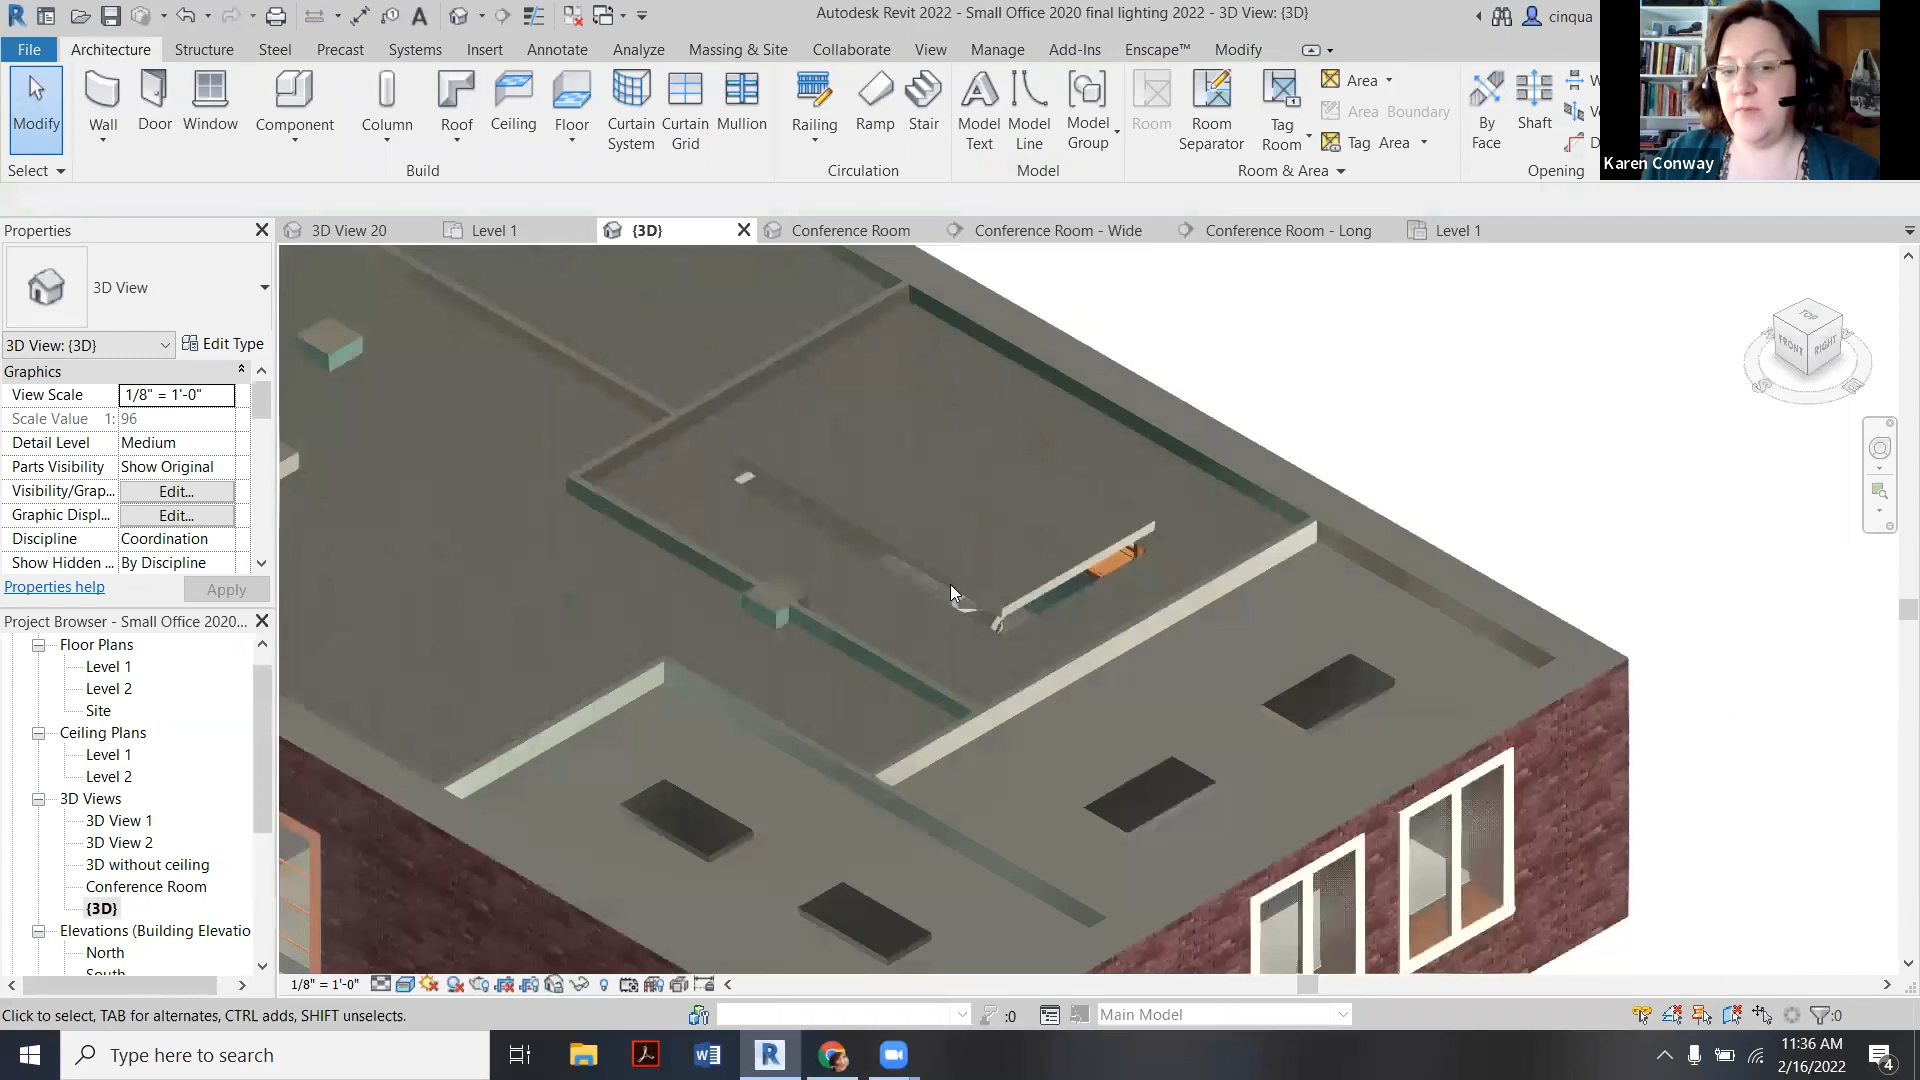 Autodesk Revit 2022 - Small Office 2020 final lighting 2022 - 3D View: {3D}
cinqua
File Architecture Structure Steel Precast Systems Insert Annotate Analyze Massing & Site Collaborate View Manage Add-Ins Enscape™ Modify
Modify
Wall
Door
Window
Component
Column
Roof
Ceiling
Floor
Curtain System
Curtain Grid
Mullion
Railing
Ramp
Stair
Model Text
Model Line
Model Group
Room
Room Separator
Tag Room
Area
Area Boundary
Tag Area
By Face
Shaft
Karen Conway
Select Build Circulation Model Room & Area Opening
Properties
3D View 20 Level 1 {3D} Conference Room Conference Room - Wide Conference Room - Long Level 1
3D View
3D View: {3D} Edit Type
Graphics
View Scale 1/8" = 1'-0"
Scale Value 1: 96
Detail Level Medium
Parts Visibility Show Original
Visibility/Grap... Edit...
Graphic Displ... Edit...
Discipline Coordination
Show Hidden ... By Discipline
Properties help Apply
Project Browser - Small Office 2020...
Floor Plans
Level 1
Level 2
Site
Ceiling Plans
Level 1
Level 2
3D Views
3D View 1
3D View 2
3D without ceiling
Conference Room
{3D}
Elevations (Building Elevatio
North
South
TOP
FRONT
RIGHT
S
E
1/8" = 1'-0"
Click to select, TAB for alternates, CTRL adds, SHIFT unselects.
:0
Main Model
:0
Type here to search
11:36 AM
2/16/2022
4